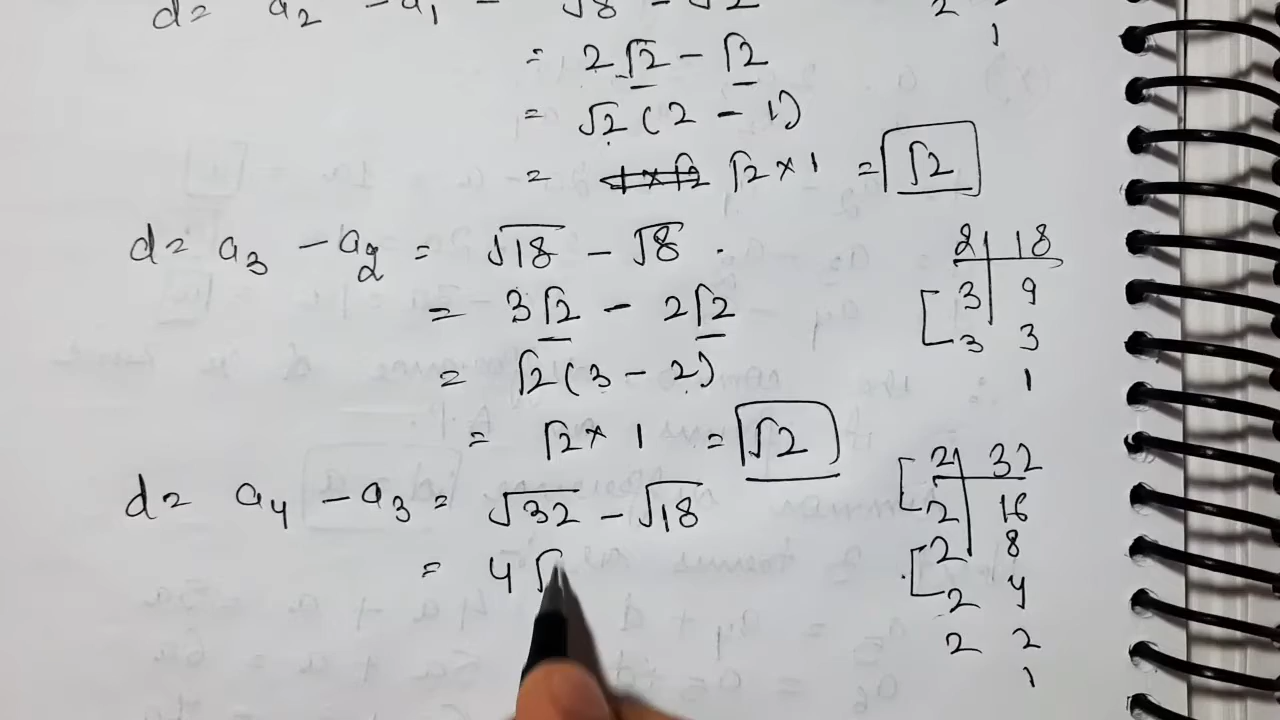 d= a2 - a1 = √8 - √2
= 2√2 - √2
= √2 ( 2 - 1)
= √2 × 1 = √2
d= a3 - a2 = √18 - √8 .
= 3√2 - 2√2
= √2 ( 3 - 2)
= √2 × 1 = √2
d= a4 - a3 = √32 - √18
= 4√
2
1
2 18
3 9
3 3
1
2 32
2 16
2 8
2 4
2 2
1